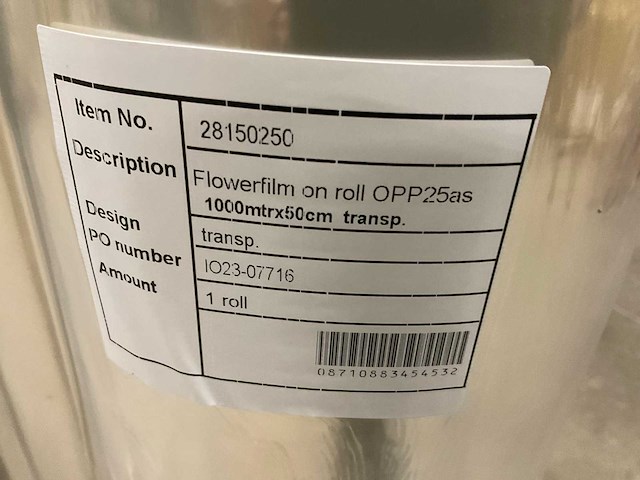 Item No. 28150250
Description Flowerfilm on roll OPP25as
1000mtrx50cm transp.
Design transp.
PO number IO23-07716
Amount 1 roll
08710883454532